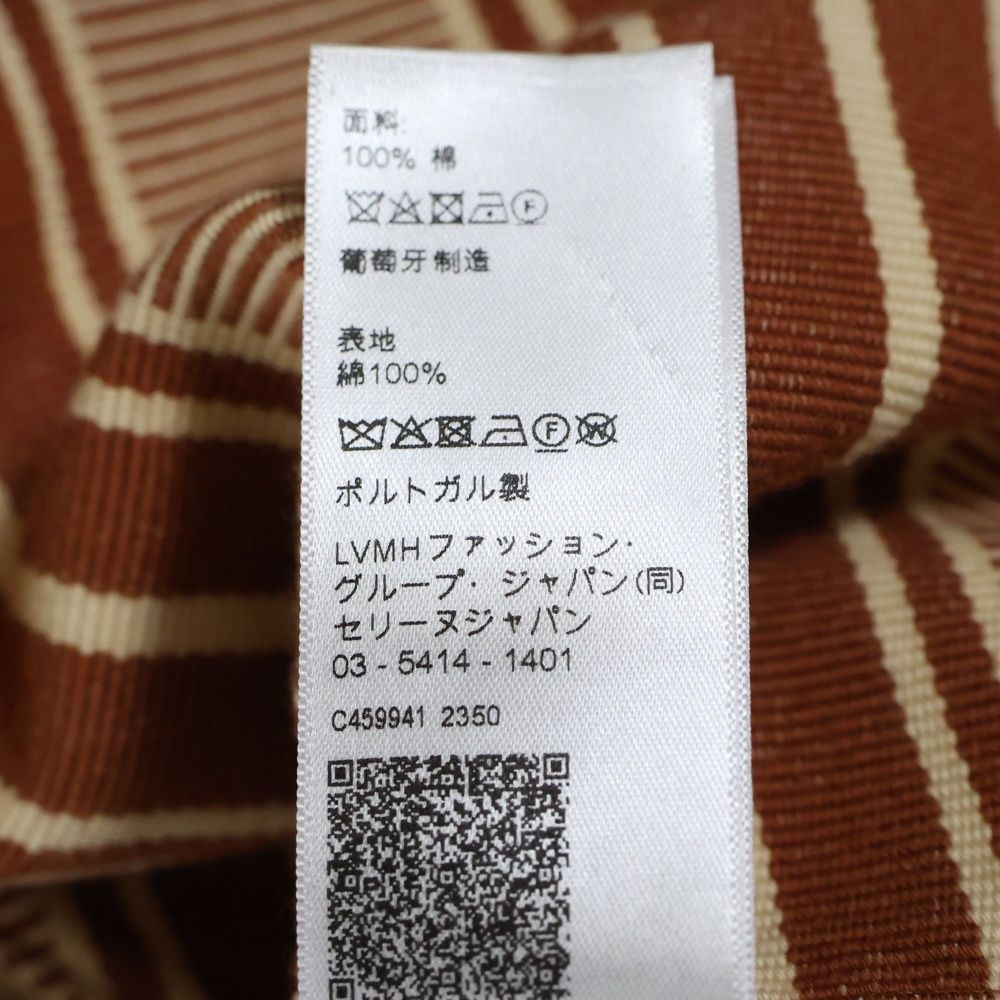 面料:
100% 棉
葡萄牙制造
表地
綿100%
ポルトガル製
LVMHファッション・
グループ・ジャパン(同)
セリーヌジャパン
03 - 5414 - 1401
C459941 2350